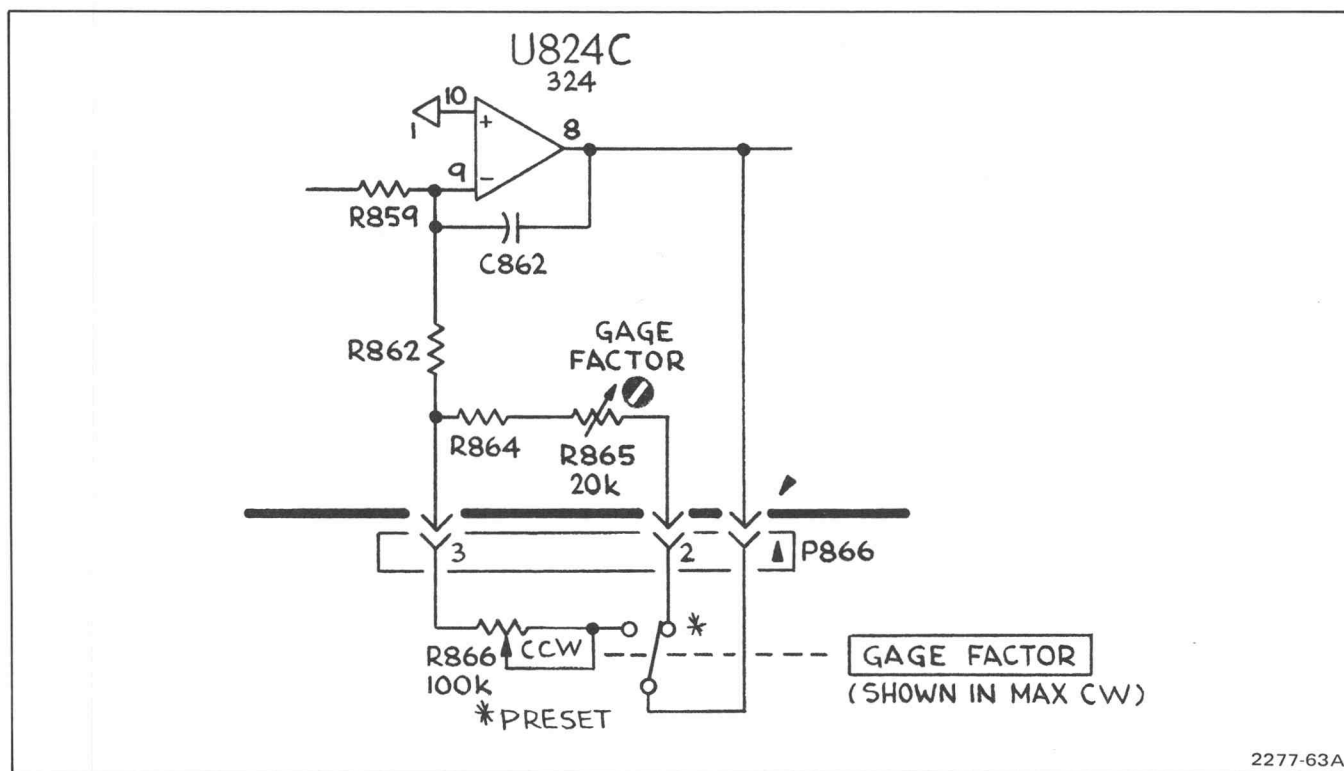 U824C
324
10
1
+
8
9
−
R859
C862
R862
GAGE
FACTOR
R864
R865
20k
3
2
P866
*
R866
100k
CCW
*PRESET
GAGE FACTOR
(SHOWN IN MAX CW)
2277-63A